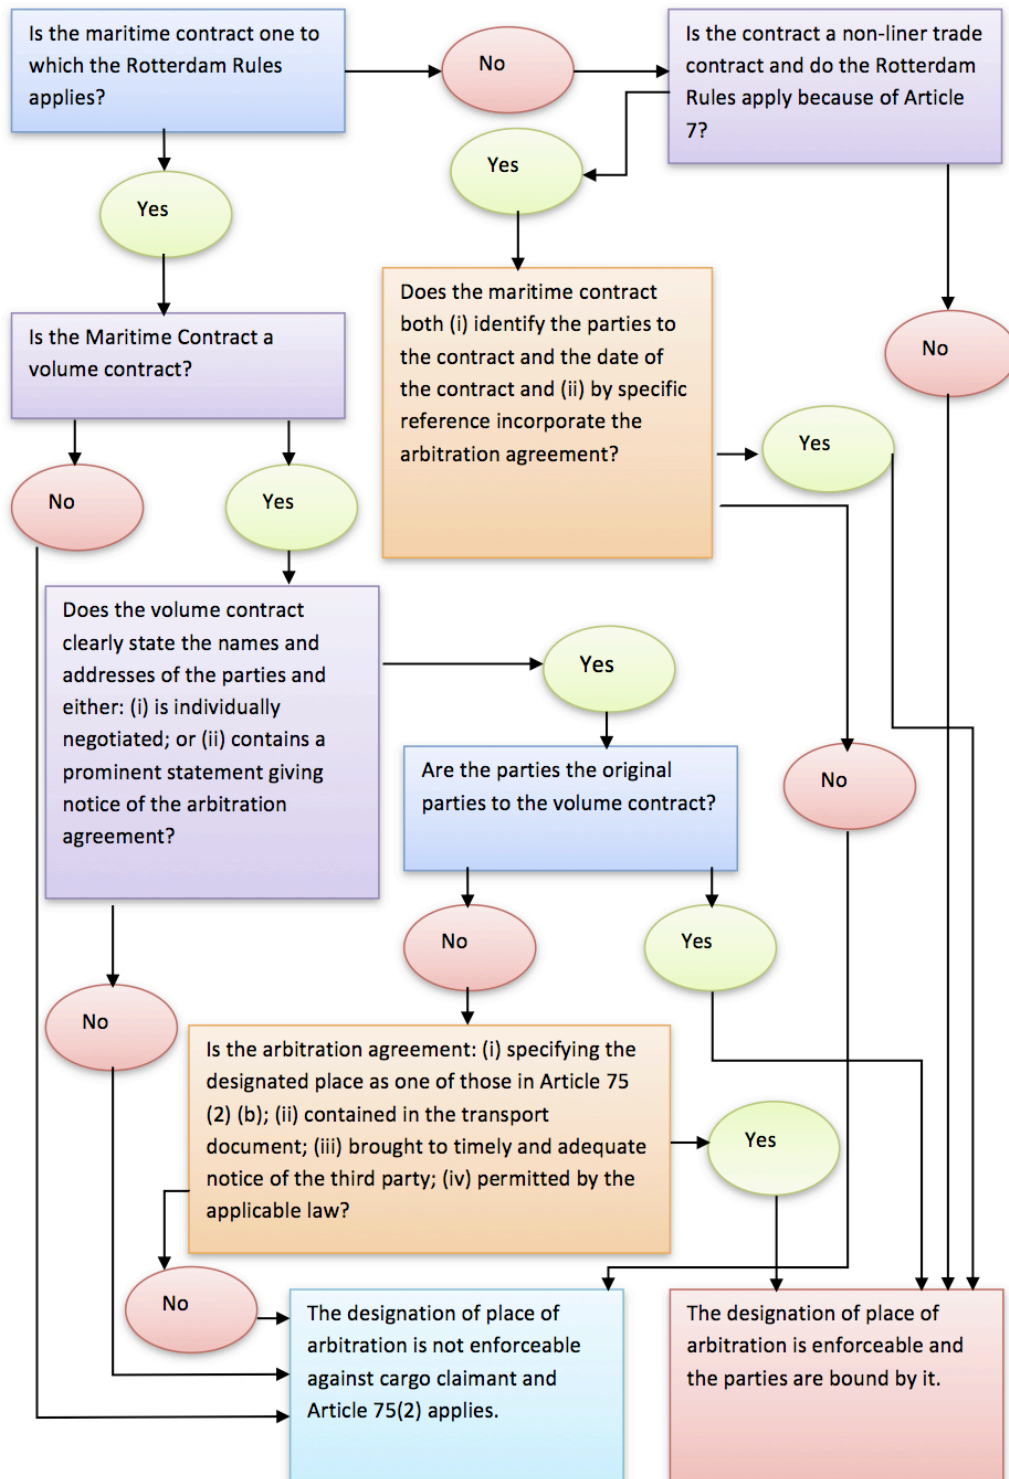 Is the maritime contract one to
which the Rotterdam Rules
applies?
No
Is the contract a non-liner trade
contract and do the Rotterdam
Rules apply because of Article
7?
Yes
Yes
Does the maritime contract
both (i) identify the parties to
the contract and the date of
the contract and (ii) by specific
reference incorporate the
arbitration agreement?
No
Is the Maritime Contract a
volume contract?
Yes
No
Yes
Does the volume contract
clearly state the names and
addresses of the parties and
either: (i) is individually
negotiated; or (ii) contains a
prominent statement giving
notice of the arbitration
agreement?
Yes
Are the parties the original
parties to the volume contract?
No
No
Yes
No
Is the arbitration agreement: (i) specifying the
designated place as one of those in Article 75
(2) (b); (ii) contained in the transport
document; (iii) brought to timely and adequate
notice of the third party; (iv) permitted by the
applicable law?
Yes
No
The designation of place of
arbitration is not enforceable
against cargo claimant and
Article 75(2) applies.
The designation of place of
arbitration is enforceable and
the parties are bound by it.